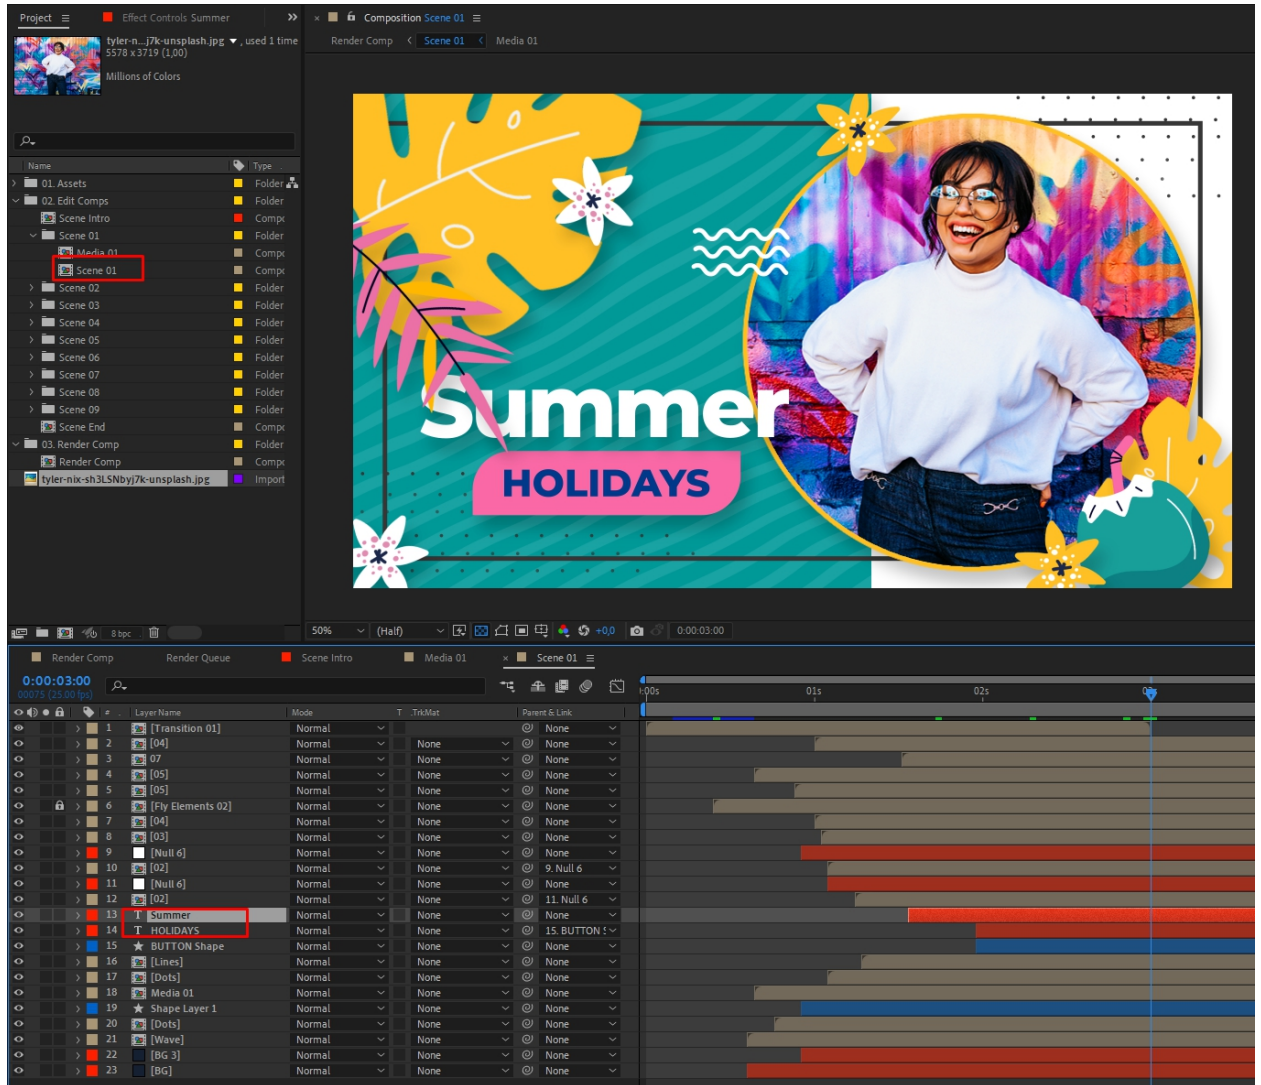 Project
Effect Controls Summer
Composition Scene 01
tyler-n...j7k-unsplash.jpg , used 1 time
5578 x 3719 (1,00)
Millions of Colors
Render Comp Scene 01 Media 01
Name Type
01. Assets Folder
02. Edit Comps Folder
Scene Intro Compo
Scene 01 Folder
Media 01 Compo
Scene 01 Compo
Scene 02 Folder
Scene 03 Folder
Scene 04 Folder
Scene 05 Folder
Scene 06 Folder
Scene 07 Folder
Scene 08 Folder
Scene 09 Folder
Scene End Compo
03. Render Comp Folder
Render Comp Compo
tyler-nix-sh3LSNbyj7k-unsplash.jpg Import
Summer
HOLIDAYS
8 bpc
50% (Half) +0,0 0:00:03:00
Render Comp Render Queue Scene Intro Media 01 Scene 01
0:00:03:00
00075 (25.00 fps)
:00s 01s 02s 03s
# Layer Name Mode T .TrkMat Parent & Link
1 [Transition 01] Normal None
2 [04] Normal None None
3 07 Normal None None
4 [05] Normal None None
5 [05] Normal None None
6 [Fly Elements 02] Normal None None
7 [04] Normal None None
8 [03] Normal None None
9 [Null 6] Normal None None
10 [02] Normal None 9. Null 6
11 [Null 6] Normal None None
12 [02] Normal None 11. Null 6
13 T Summer Normal None None
14 T HOLIDAYS Normal None 15. BUTTON S
15 BUTTON Shape Normal None None
16 [Lines] Normal None None
17 [Dots] Normal None None
18 Media 01 Normal None None
19 Shape Layer 1 Normal None None
20 [Dots] Normal None None
21 [Wave] Normal None None
22 [BG 3] Normal None None
23 [BG] Normal None None